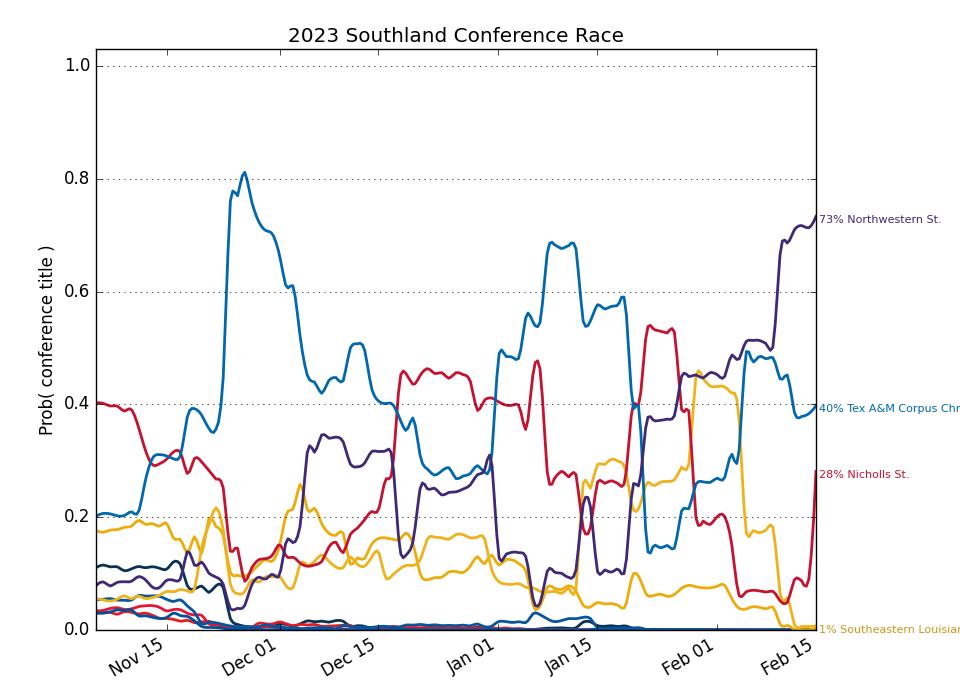 2023 Southland Conference Race
Prob( conference title )
1.0
0.8
0.6
0.4
0.2
0.0
73% Northwestern St.
40% Tex A&M Corpus Chr
28% Nicholls St.
1% Southeastern Louisian
Nov 15
Dec 01
Dec 15
Jan 01
Jan 15
Feb 01
Feb 15